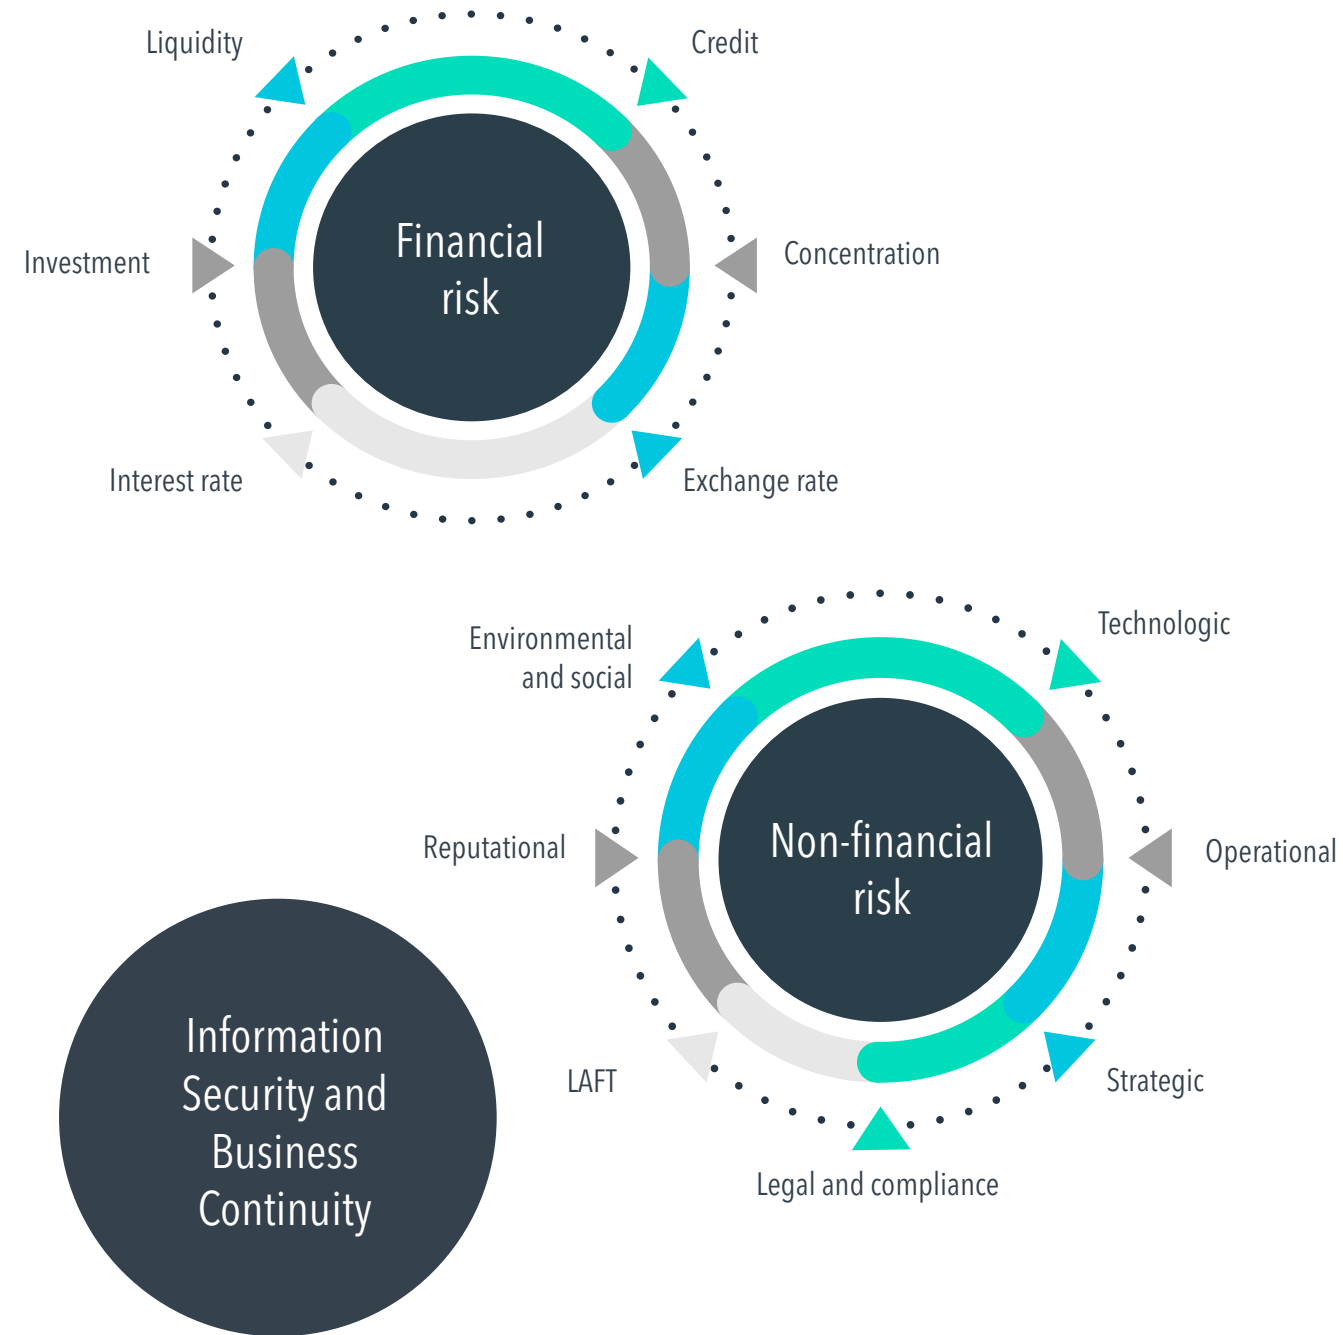 Liquidity
Credit
Financial
risk
Investment
Concentration
Interest rate
Exchange rate
Environmental
and social
Technologic
Non-financial
risk
Reputational
Operational
LAFT
Strategic
Legal and compliance
Information
Security and
Business
Continuity